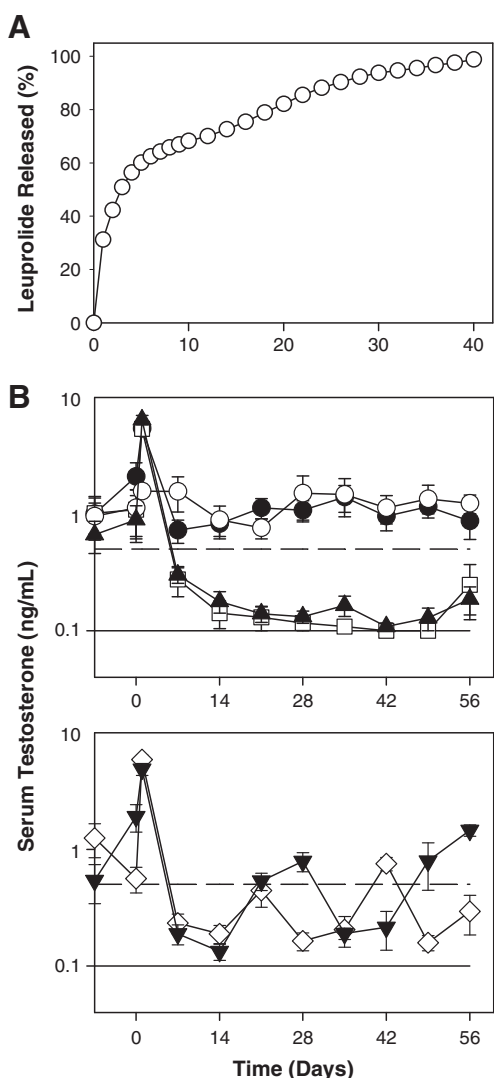 A
Leuprolide Released (%)
100
80
60
40
20
0
0 10 20 30 40
B
Serum Testosterone (ng/mL)
10
1
0.1
0 14 28 42 56
10
1
0.1
0 14 28 42 56
Time (Days)